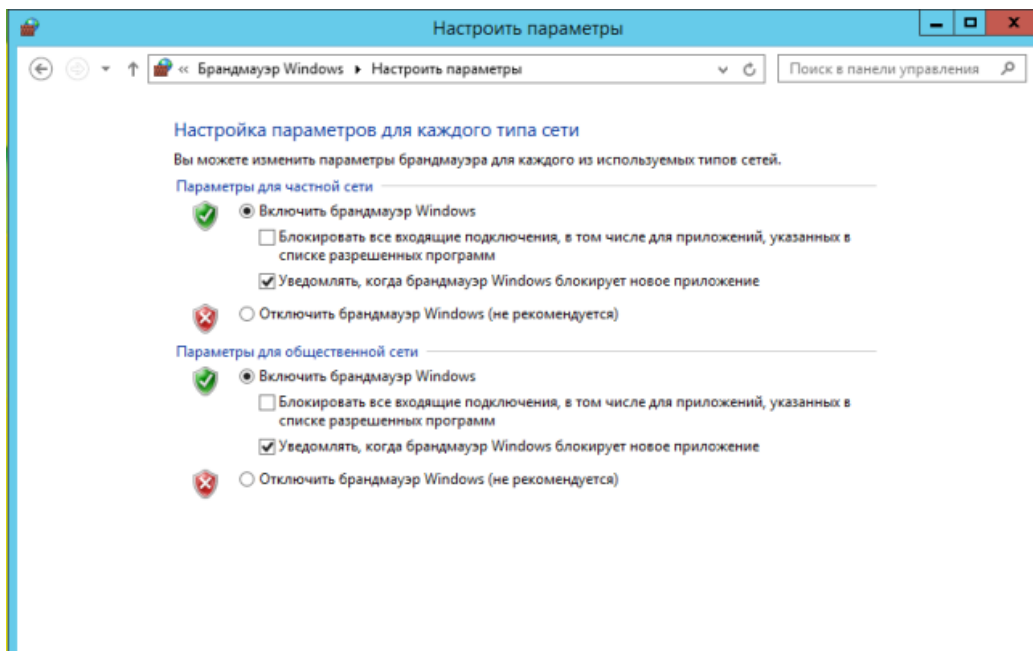 Настроить параметры
« Брандмауэр Windows ▸ Настроить параметры
Поиск в панели управления
Настройка параметров для каждого типа сети
Вы можете изменить параметры брандмауэра для каждого из используемых типов сетей.
Параметры для частной сети
Включить брандмауэр Windows
Блокировать все входящие подключения, в том числе для приложений, указанных в
списке разрешенных программ
Уведомлять, когда брандмауэр Windows блокирует новое приложение
Отключить брандмауэр Windows (не рекомендуется)
Параметры для общественной сети
Включить брандмауэр Windows
Блокировать все входящие подключения, в том числе для приложений, указанных в
списке разрешенных программ
Уведомлять, когда брандмауэр Windows блокирует новое приложение
Отключить брандмауэр Windows (не рекомендуется)